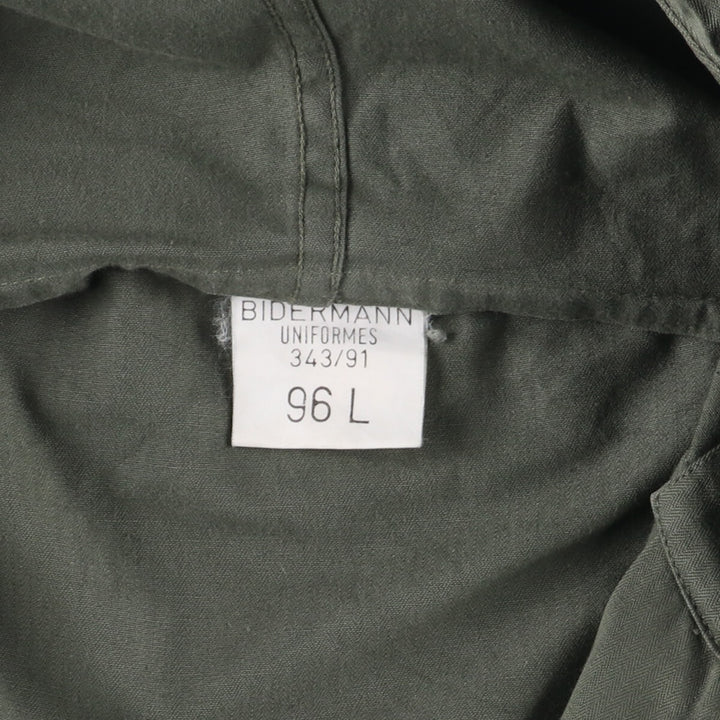 BIDERMANN
UNIFORMES
343/91
96 L